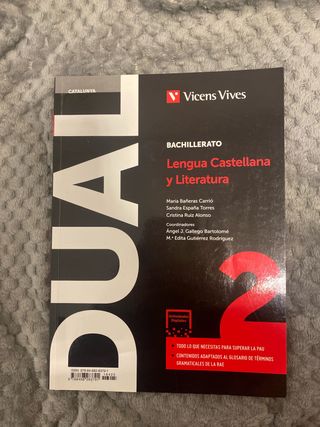 CATALUNYA
DUAL
Vicens Vives
BACHILLERATO
Lengua Castellana
y Literatura
Maria Bañeras Carrió
Sandra España Torres
Cristina Ruiz Alonso
Coordinadores
Ángel J. Gallego Bartolomé
M.ª Edita Gutiérrez Rodríguez
2
• TODO LO QUE NECESITAS PARA SUPERAR LA PAU
• CONTENIDOS ADAPTADOS AL GLOSARIO DE TÉRMINOS
GRAMATICALES DE LA RAE